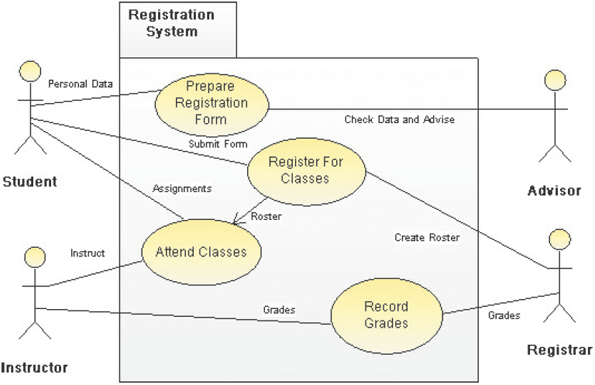 Registration
System
Personal Data
Prepare
Registration
Form
Check Data and Advise
Submit Form
Student
Register For
Classes
Advisor
Assignments
Roster
Attend Classes
Instruct
Create Roster
Record
Grades
Grades
Grades
Instructor
Registrar